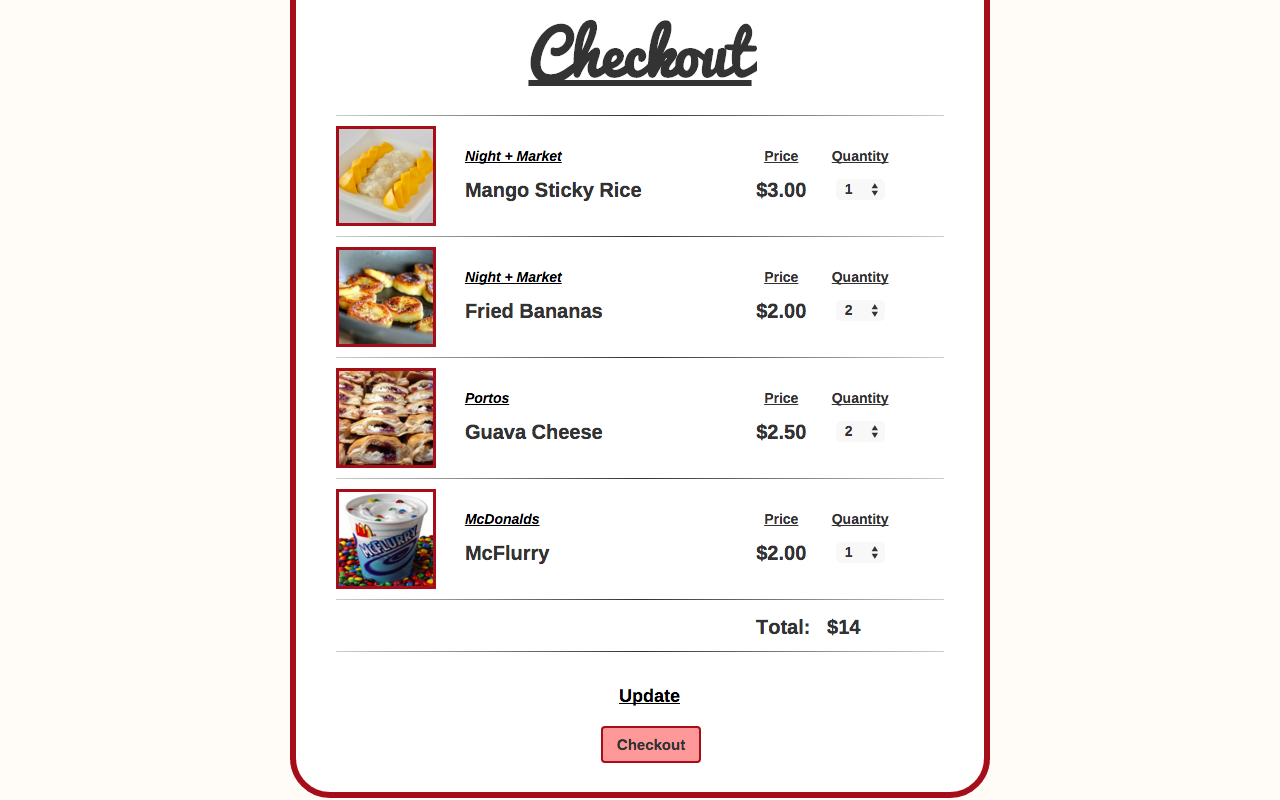 Checkout
Night + Market Price Quantity
Mango Sticky Rice $3.00 1
Night + Market Price Quantity
Fried Bananas $2.00 2
Portos Price Quantity
Guava Cheese $2.50 2
McDonalds Price Quantity
McFlurry $2.00 1
McFLURRY
Total: $14
Update
Checkout